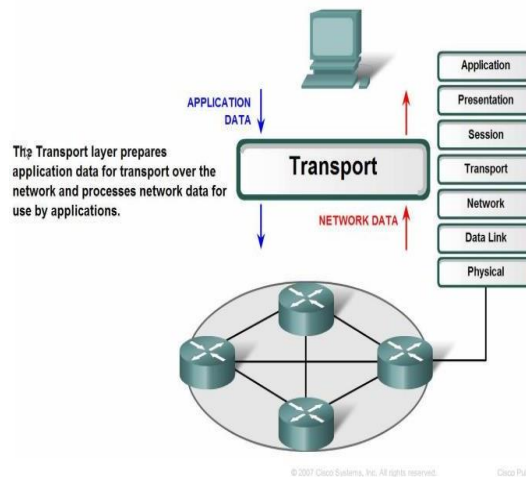 APPLICATION
DATA
The Transport layer prepares
application data for transport over the
network and processes network data for
use by applications.
Transport
NETWORK DATA
Application
Presentation
Session
Transport
Network
Data Link
Physical
© 2007 Cisco Systems, Inc. All rights reserved.
Cisco